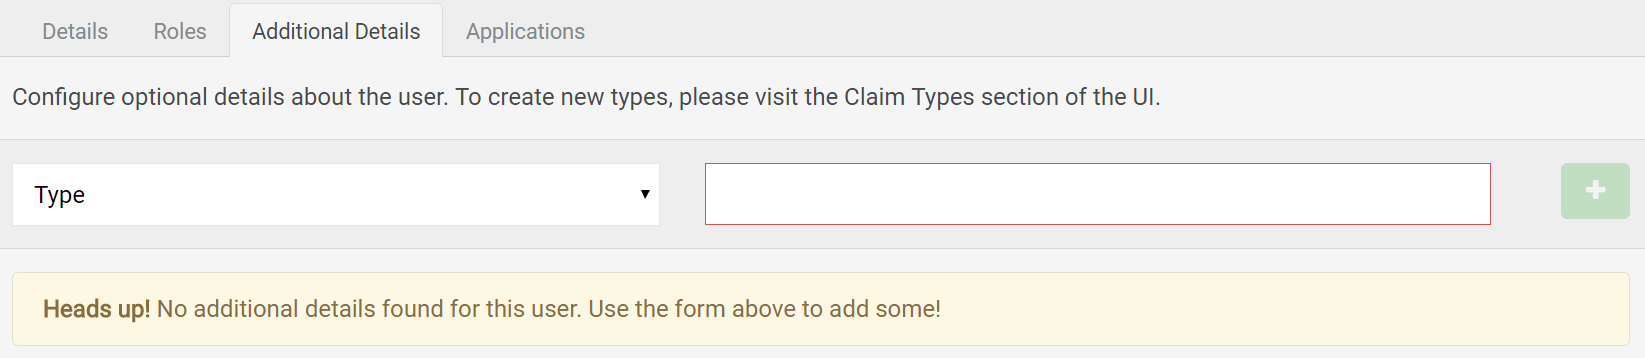 Details Roles Additional Details Applications
Configure optional details about the user. To create new types, please visit the Claim Types section of the UI.
Type
Heads up! No additional details found for this user. Use the form above to add some!